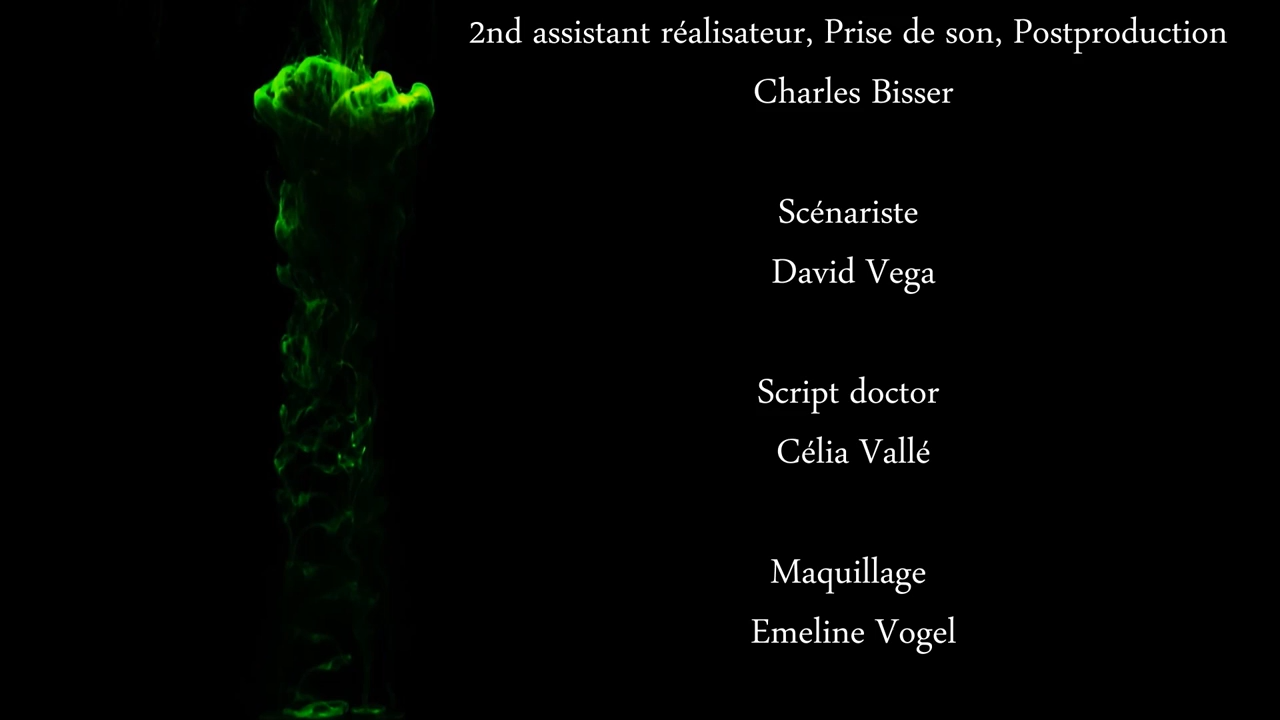 2nd assistant réalisateur, Prise de son, Postproduction
Charles Bisser
Scénariste
David Vega
Script doctor
Célia Vallé
Maquillage
Emeline Vogel